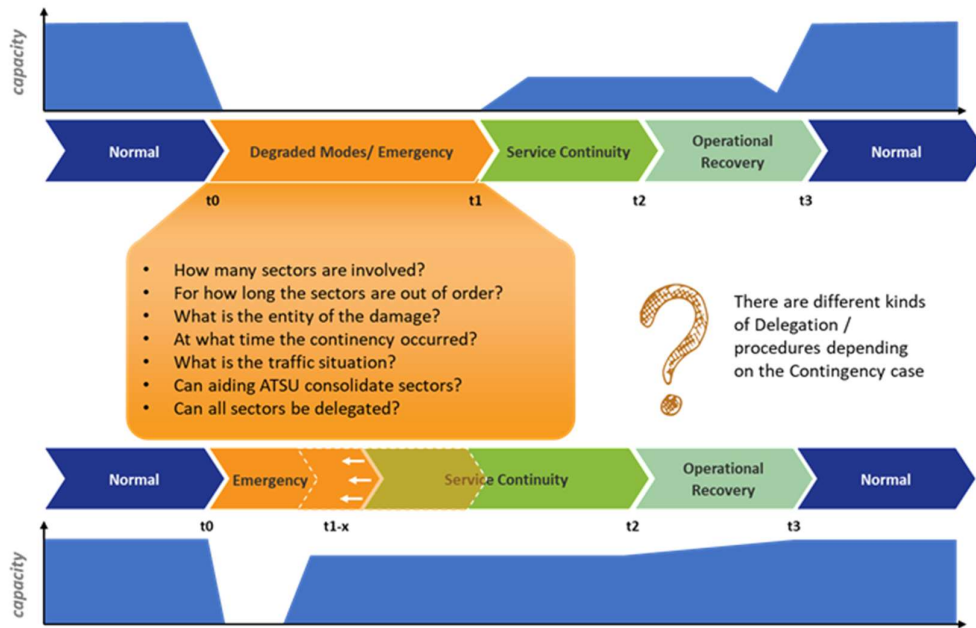 capacity
Normal
Degraded Modes/ Emergency
Service Continuity
Operational
Recovery
Normal
t0
t1
t2
t3
• How many sectors are involved?
• For how long the sectors are out of order?
• What is the entity of the damage?
• At what time the continency occurred?
• What is the traffic situation?
• Can aiding ATSU consolidate sectors?
• Can all sectors be delegated?
?
There are different kinds
of Delegation /
procedures depending
on the Contingency case
Normal
Emergency
Service Continuity
Operational
Recovery
Normal
t0
t1-x
t2
t3
capacity